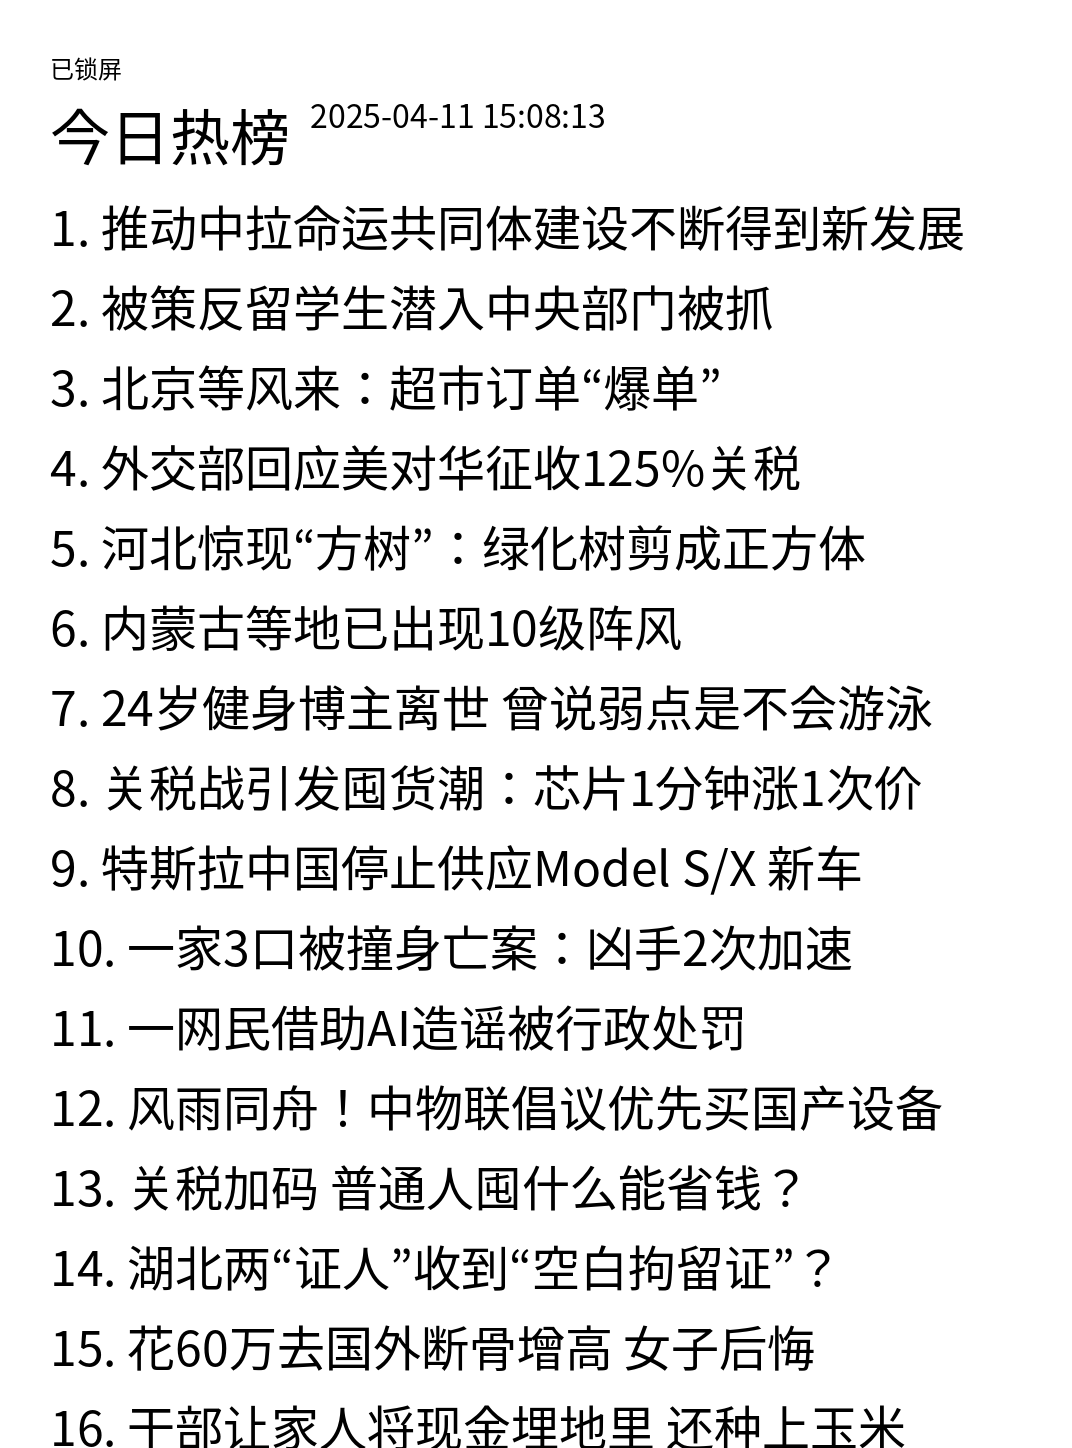 已锁屏
今日热榜 2025-04-11 15:08:13
1. 推动中拉命运共同体建设不断得到新发展
2. 被策反留学生潜入中央部门被抓
3. 北京等风来：超市订单“爆单”
4. 外交部回应美对华征收125%关税
5. 河北惊现“方树”：绿化树剪成正方体
6. 内蒙古等地已出现10级阵风
7. 24岁健身博主离世 曾说弱点是不会游泳
8. 关税战引发囤货潮：芯片1分钟涨1次价
9. 特斯拉中国停止供应Model S/X 新车
10. 一家3口被撞身亡案：凶手2次加速
11. 一网民借助AI造谣被行政处罚
12. 风雨同舟！中物联倡议优先买国产设备
13. 关税加码 普通人囤什么能省钱？
14. 湖北两“证人”收到“空白拘留证”？
15. 花60万去国外断骨增高 女子后悔
16. 干部让家人将现金埋地里 还种上玉米